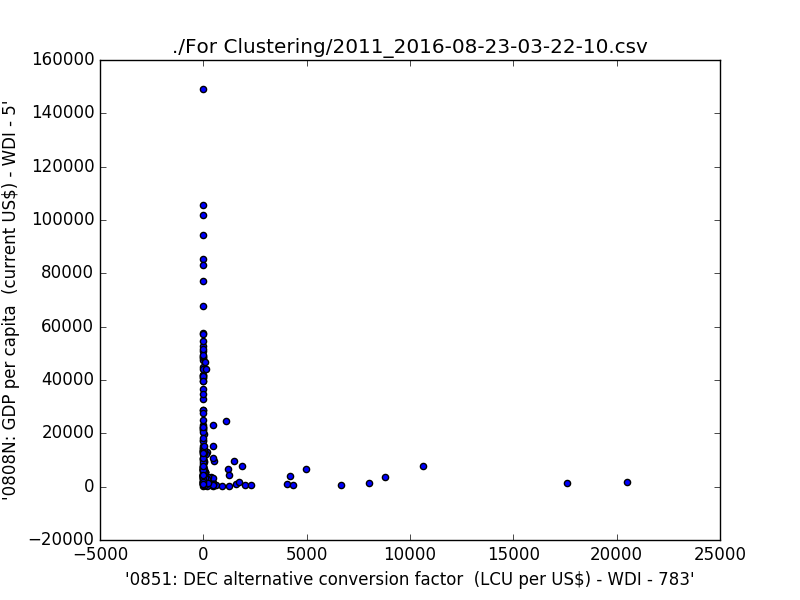 ./For Clustering/2011_2016-08-23-03-22-10.csv
160000
140000
120000
100000
80000
60000
40000
20000
0
−20000
'0808N: GDP per capita  (current US$) - WDI - 5'
−5000 0 5000 10000 15000 20000 25000
'0851: DEC alternative conversion factor  (LCU per US$) - WDI - 783'